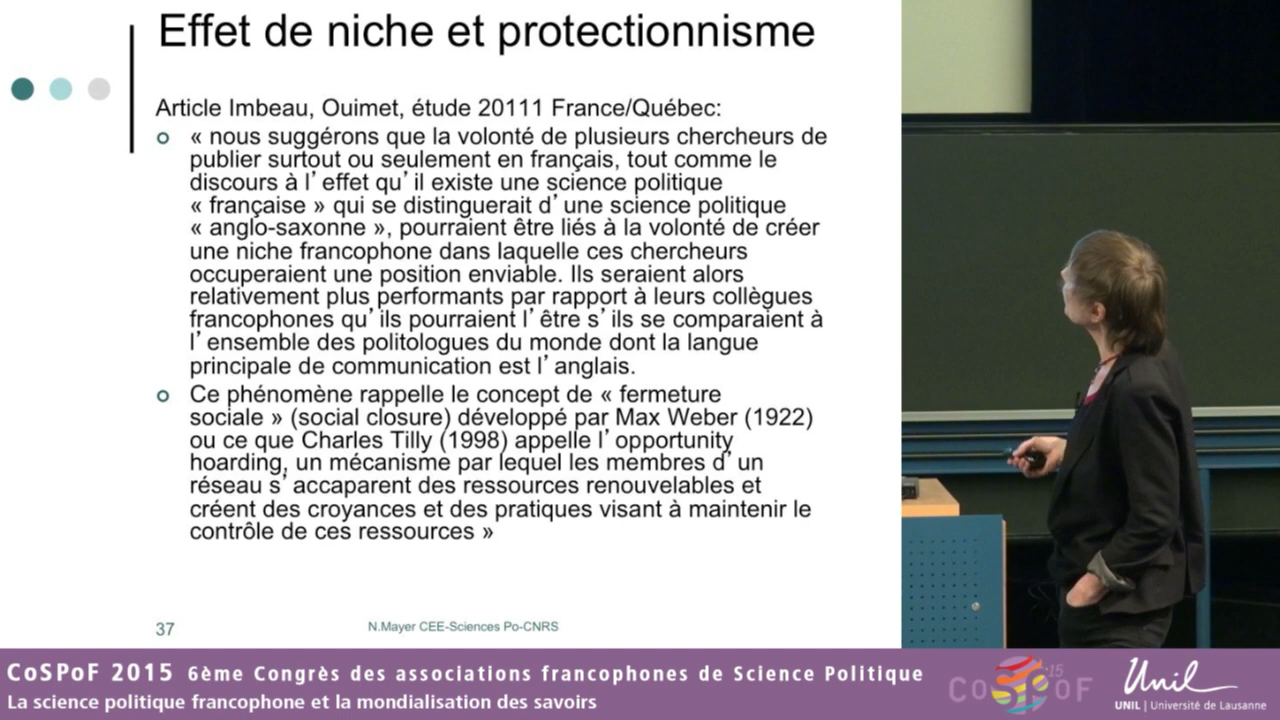 Effet de niche et protectionnisme
Article Imbeau, Ouimet, étude 20111 France/Québec:
« nous suggérons que la volonté de plusieurs chercheurs de
publier surtout ou seulement en français, tout comme le
discours à l’effet qu’il existe une science politique
« française » qui se distinguerait d’une science politique
« anglo-saxonne », pourraient être liés à la volonté de créer
une niche francophone dans laquelle ces chercheurs
occuperaient une position enviable. Ils seraient alors
relativement plus performants par rapport à leurs collègues
francophones qu’ils pourraient l’être s’ils se comparaient à
l’ensemble des politologues du monde dont la langue
principale de communication est l’anglais.
Ce phénomène rappelle le concept de « fermeture
sociale » (social closure) développé par Max Weber (1922)
ou ce que Charles Tilly (1998) appelle l’opportunity
hoarding, un mécanisme par lequel les membres d’un
réseau s’accaparent des ressources renouvelables et
créent des croyances et des pratiques visant à maintenir le
contrôle de ces ressources »
37
N.Mayer CEE-Sciences Po-CNRS
CoSPoF 2015 6ème Congrès des associations francophones de Science Politique
La science politique francophone et la mondialisation des savoirs
CoSPoF '15
Unil
UNIL | Université de Lausanne